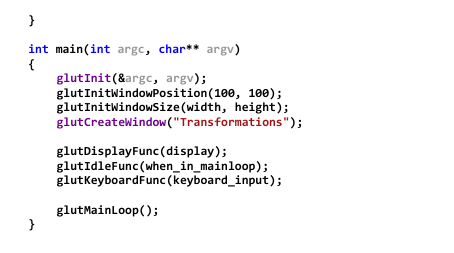 }
int main(int argc, char** argv)
{
glutInit(&argc, argv);
glutInitWindowPosition(100, 100);
glutInitWindowSize(width, height);
glutCreateWindow("Transformations");
glutDisplayFunc(display);
glutIdleFunc(when_in_mainloop);
glutKeyboardFunc(keyboard_input);
glutMainLoop();
}